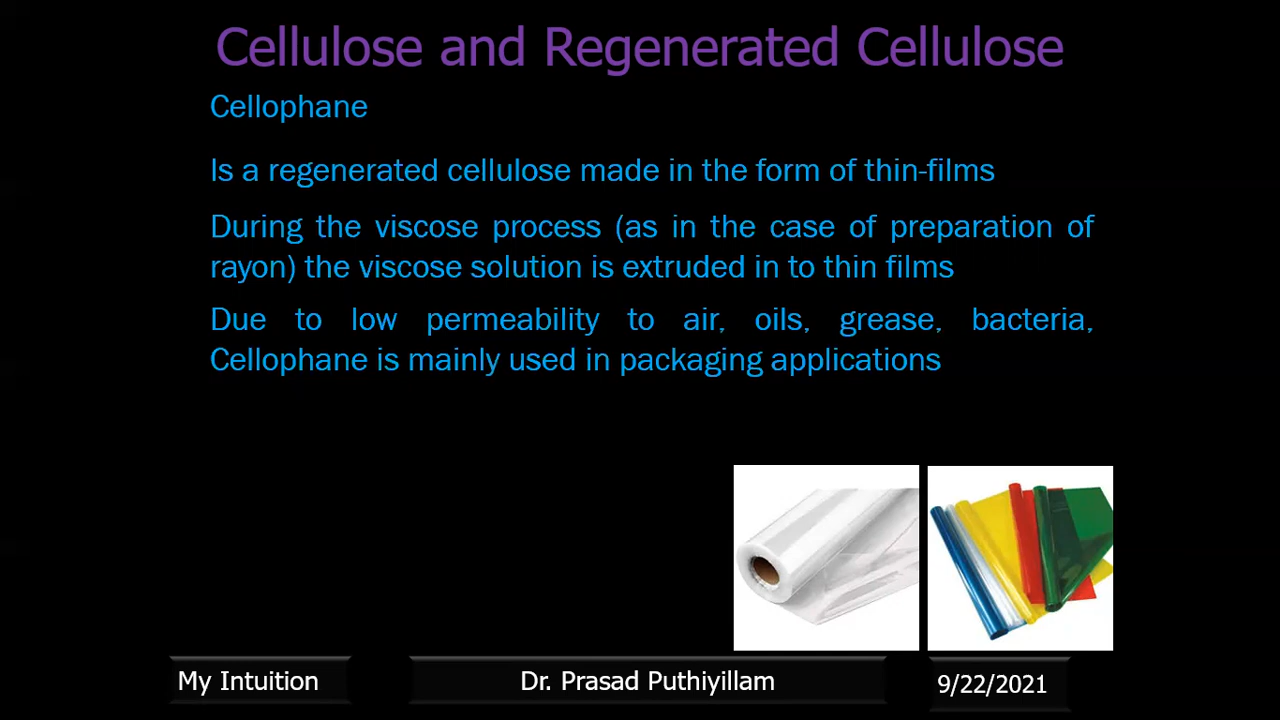 Cellulose and Regenerated Cellulose
Cellophane
Is a regenerated cellulose made in the form of thin-films
During the viscose process (as in the case of preparation of
rayon) the viscose solution is extruded in to thin films
Due to low permeability to air, oils, grease, bacteria,
Cellophane is mainly used in packaging applications
My Intuition
Dr. Prasad Puthiyillam
9/22/2021